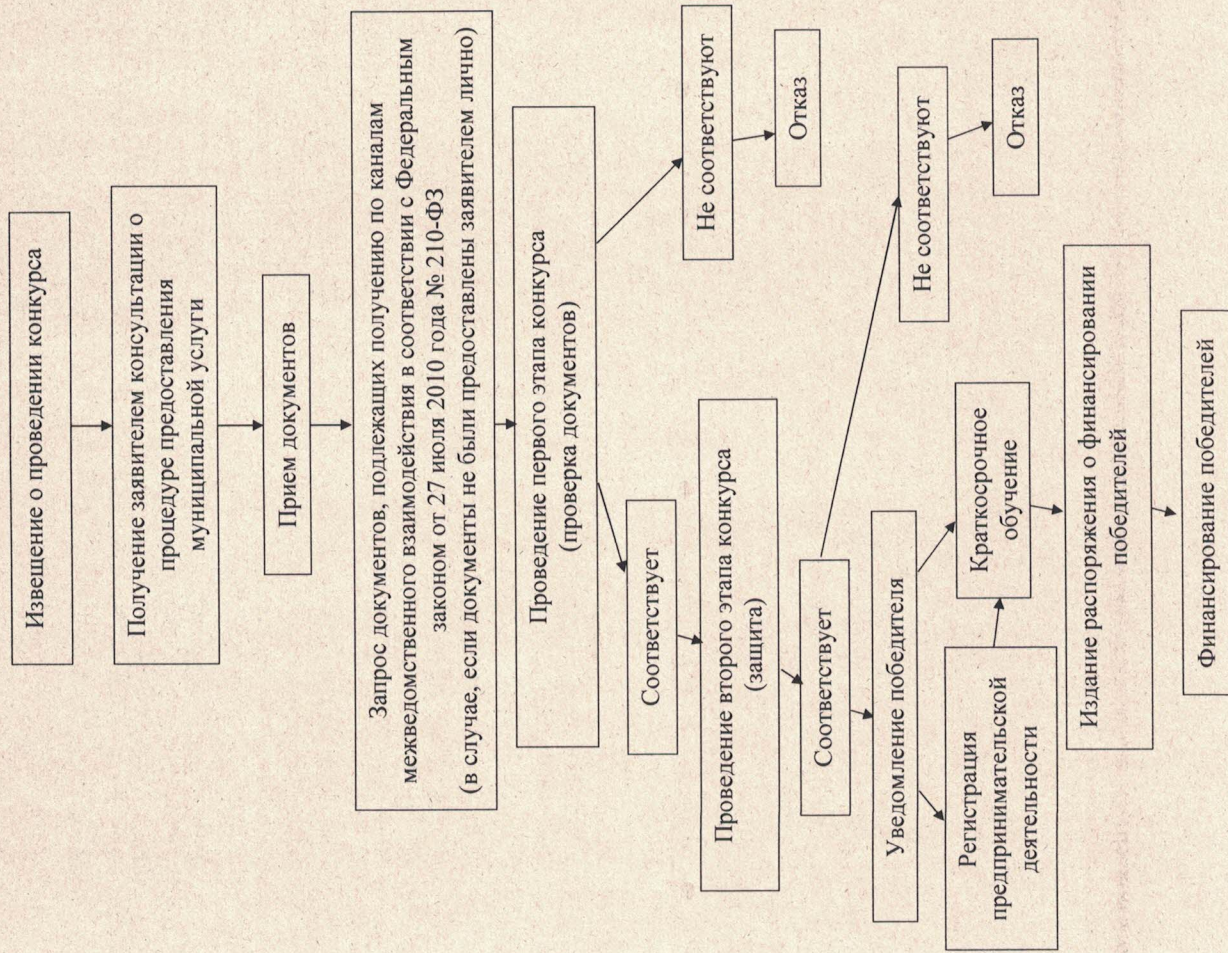 Извещение о проведении конкурса
Получение заявителем консультации о
процедуре предоставления
муниципальной услуги
Прием документов
Запрос документов, подлежащих получению по каналам
межведомственного взаимодействия в соответствии с Федеральным
законом от 27 июля 2010 года № 210-ФЗ
(в случае, если документы не были предоставлены заявителем лично)
Проведение первого этапа конкурса
(проверка документов)
Соответствует
Не соответствуют
Отказ
Проведение второго этапа конкурса
(защита)
Соответствует
Не соответствуют
Отказ
Уведомление победителя
Регистрация
предпринимательской
деятельности
Краткосрочное
обучение
Издание распоряжения о финансировании
победителей
Финансирование победителей